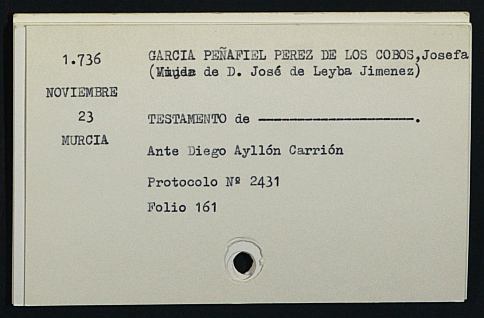 1.736
GARCIA PEÑAFIEL PEREZ DE LOS COBOS,Josefa
( de D. José de Leyba Jimenez)
NOVIEMBRE
23
TESTAMENTO de ——————————————.
MURCIA
Ante Diego Ayllón Carrión
Protocolo Nº 2431
Folio 161